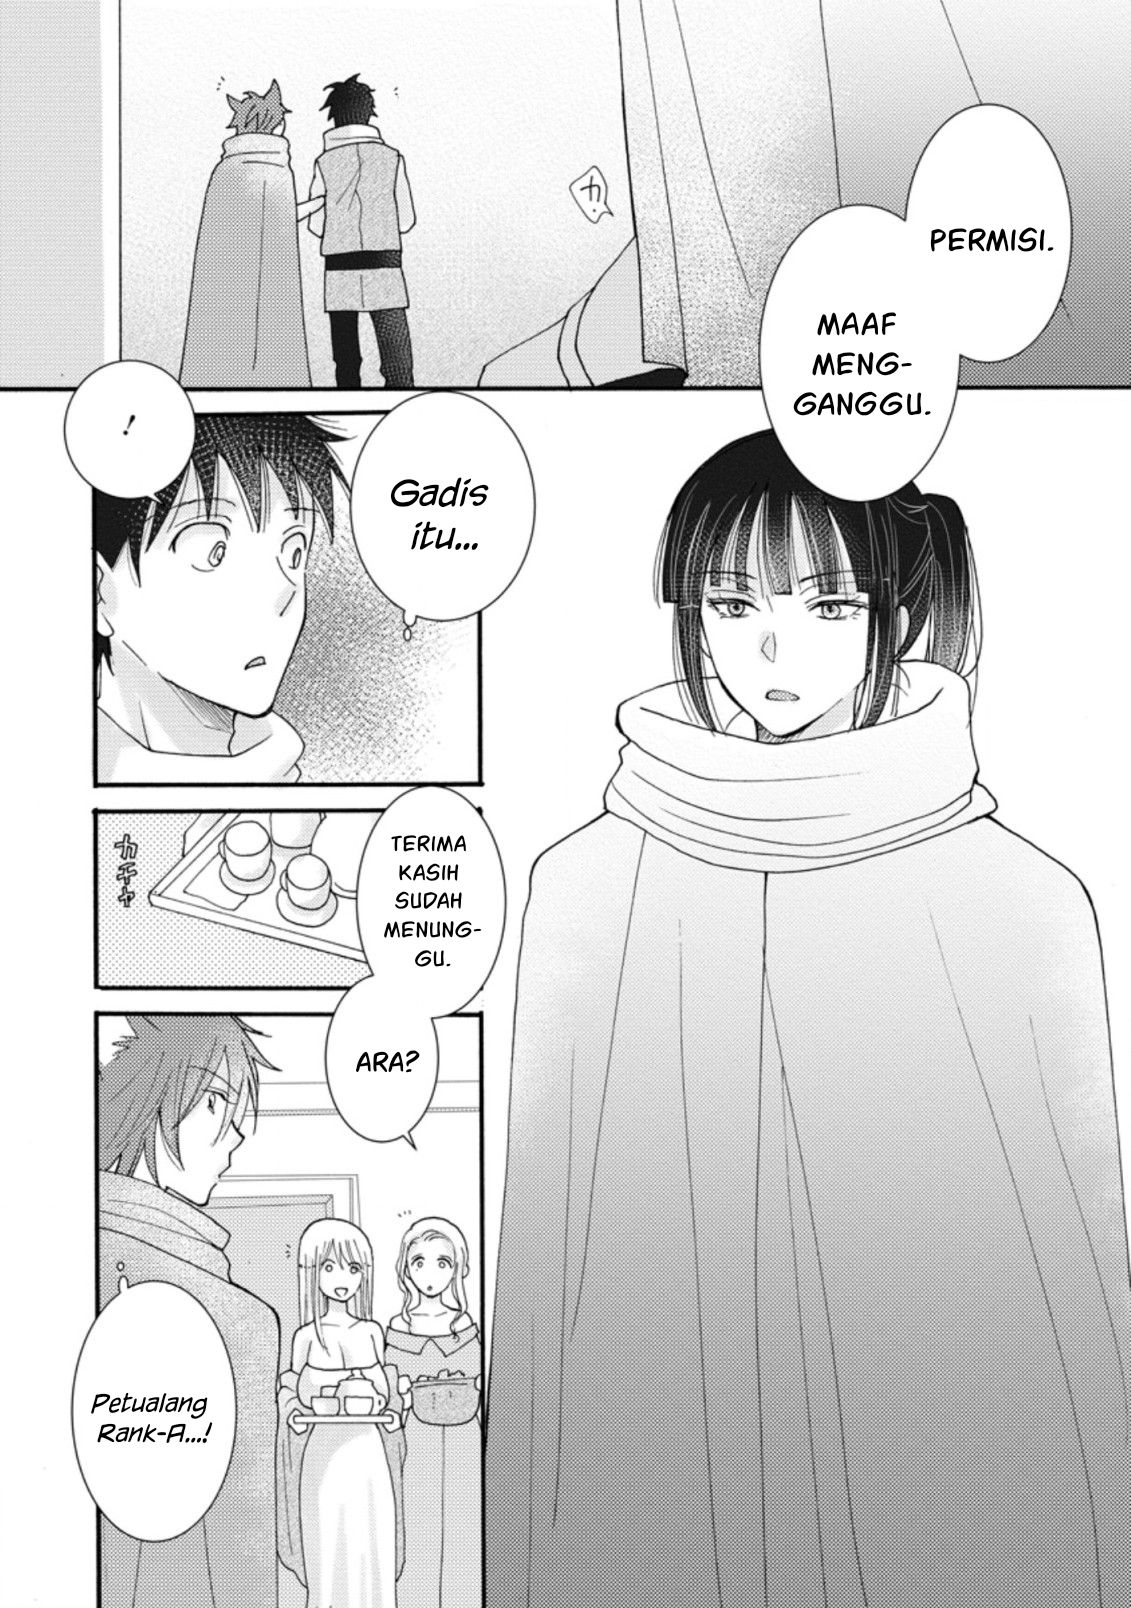 PERMISI.
MAAF
MENG-
GANGGU.
カ
!
Gadis
itu...
カチャ
TERIMA
KASIH
SUDAH
MENUNG-
GU.
ARA?
Petualang
Rank-A...!